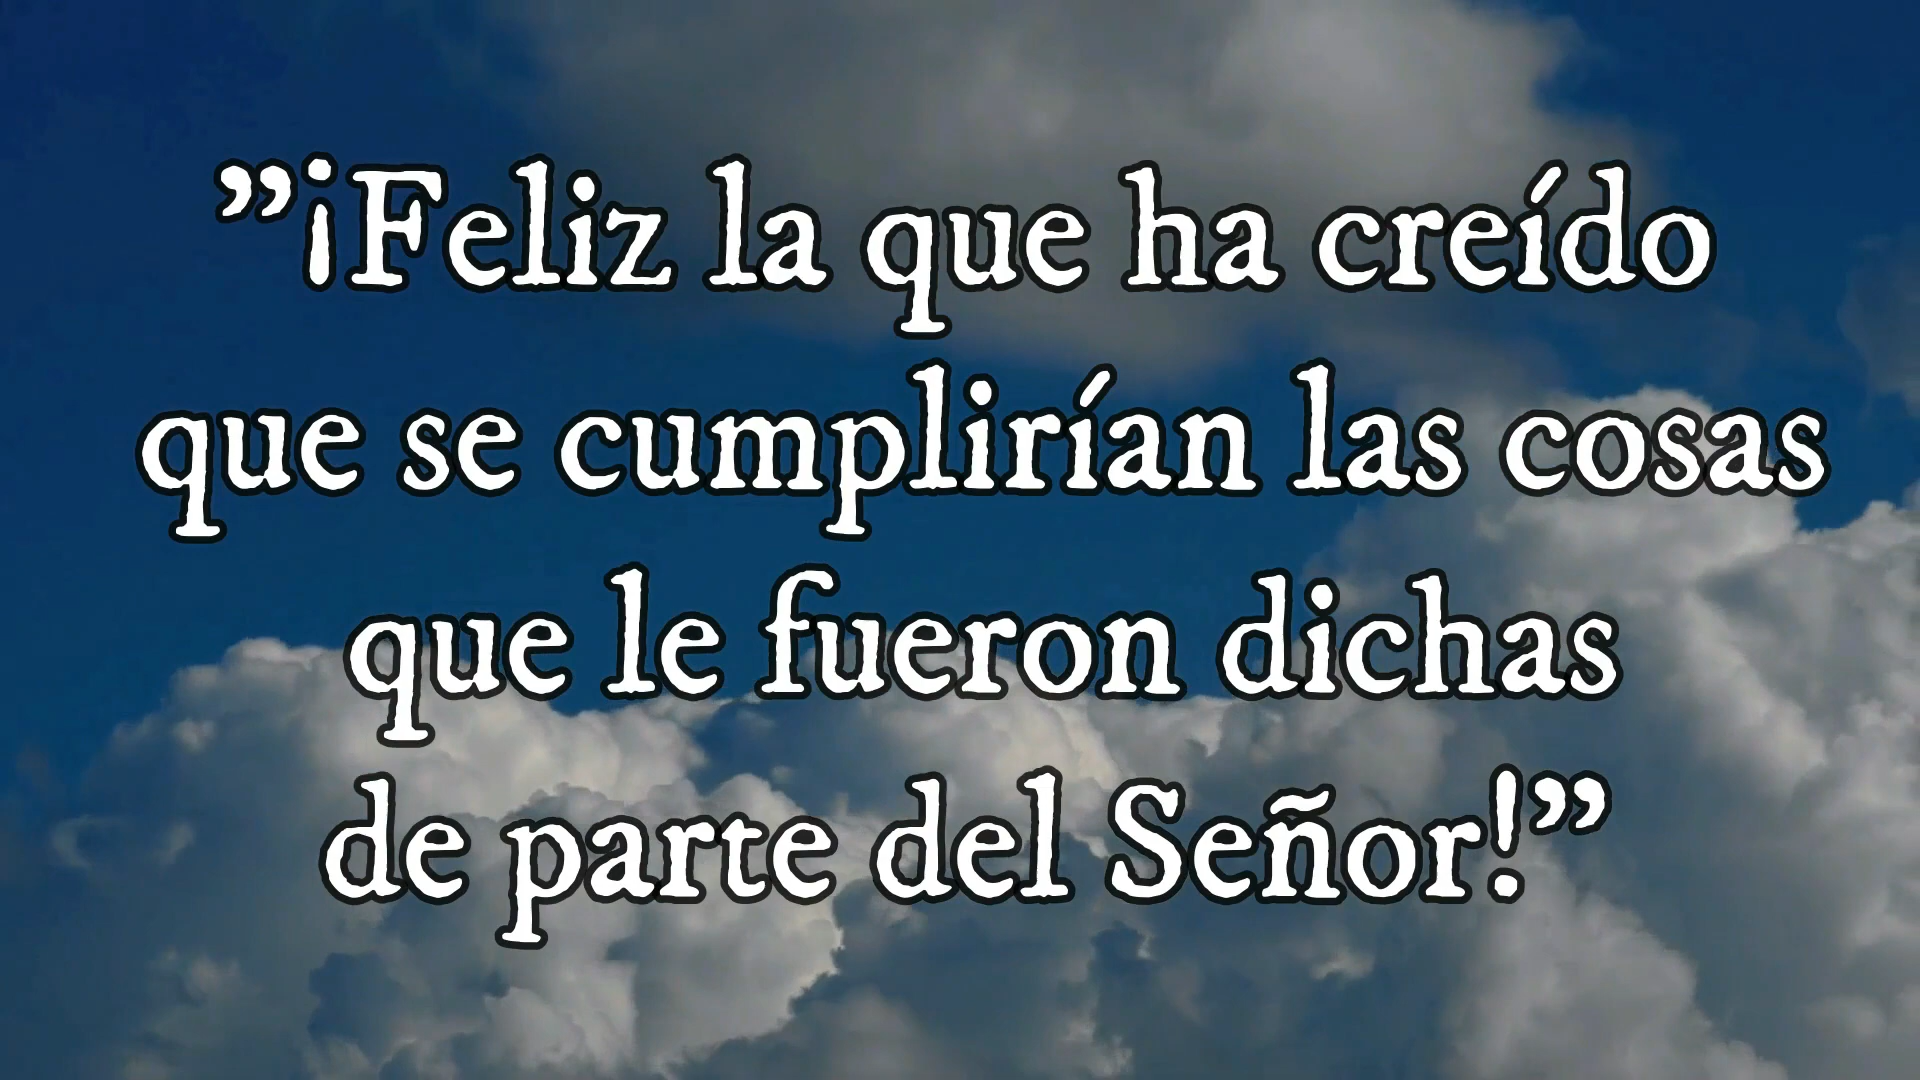 ”¡Feliz la que ha creído
que se cumplirían las cosas
que le fueron dichas
de parte del Señor!”